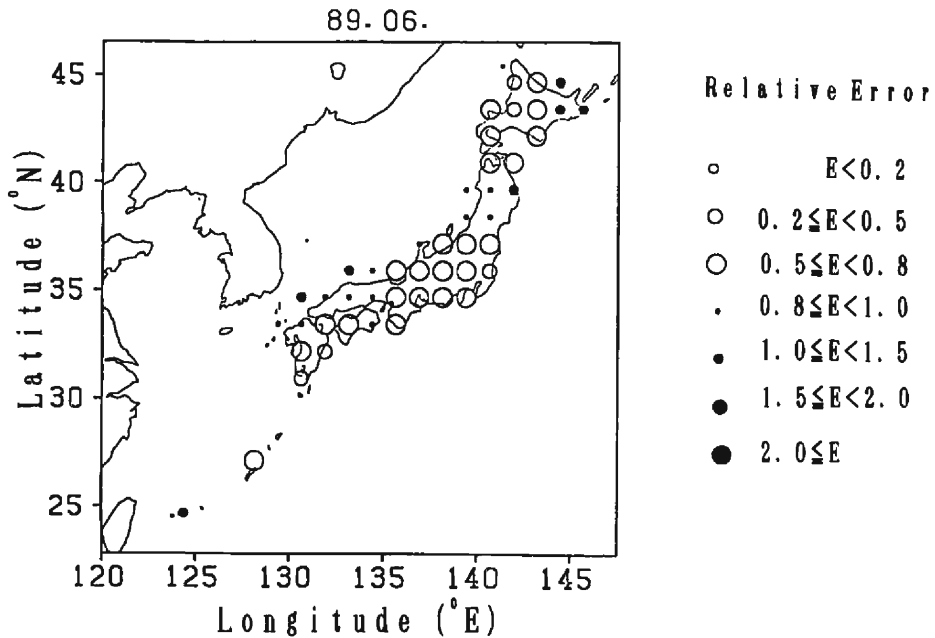 89. 06.
45
40
35
30
25
Latitude (°N)
120 125 130 135 140 145
Longitude (°E)
Relative Error
E<0. 2
0. 2≦E<0. 5
0. 5≦E<0. 8
0. 8≦E<1. 0
1. 0≦E<1. 5
1. 5≦E<2. 0
2. 0≦E